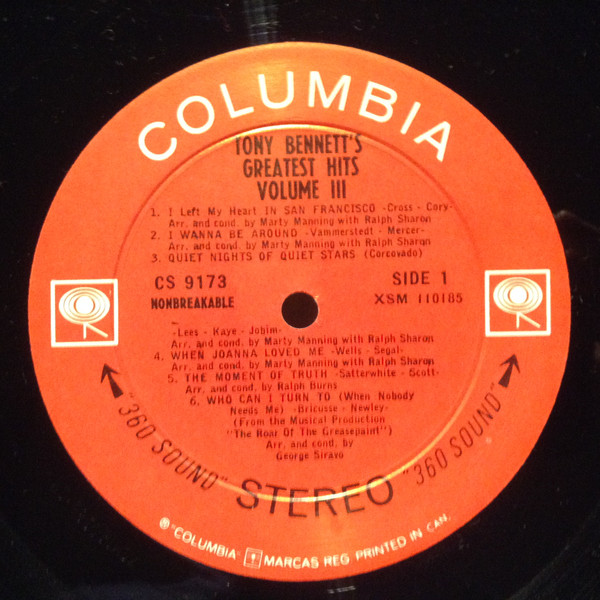 COLUMBIA
TONY BENNETT'S
GREATEST HITS
VOLUME III
1. I Left My Heart IN SAN FRANCISCO -Cross - Cory-
Arr. and cond. by Marty Manning with Ralph Sharon
2. I WANNA BE AROUND -Vammerstedt - Mercer-
Arr. and cond. by Marty Manning with Ralph Sharon
3. QUIET NIGHTS OF QUIET STARS (Corcovado)
CS 9173
SIDE 1
NONBREAKABLE
XSM 110185
-Lees - Kaye - Jobim-
Arr. and cond. by Marty Manning with Ralph Sharon
4. WHEN JOANNA LOVED ME -Wells - Segal-
Arr. and cond. by Marty Manning with Ralph Sharon
5. THE MOMENT OF TRUTH -Satterwhite - Scott-
Arr. and cond. by Ralph Burns
6. WHO CAN I TURN TO (When Nobody
Needs Me) -Bricusse - Newley-
(From the Musical Production
"The Roar Of The Greasepaint")
Arr. and cond. by
George Siravo
"360 SOUND"
STEREO
"360 SOUND"
℗ "COLUMBIA" MARCAS REG PRINTED IN CAN.